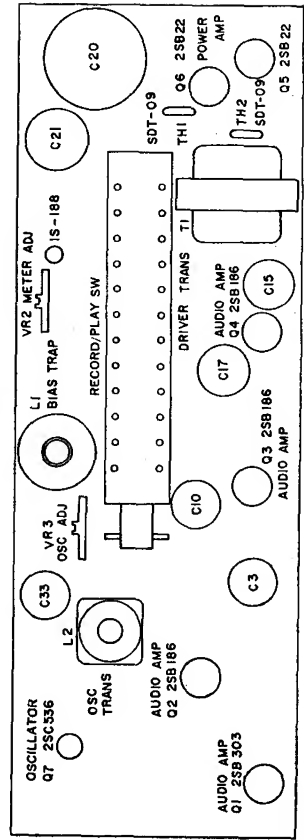 C20
Q6 2SB22
POWER
AMP
Q5 2SB22
C21
SDT-09
TH1
TH2
SDT-09
1S-188
VR2 METER ADJ
RECORD/PLAY SW
T1
DRIVER TRANS
L1
BIAS TRAP
AUDIO AMP
Q4 2SB186
C15
C17
VR3
OSC ADJ
C10
Q3 2SB186
AUDIO AMP
C33
L2
OSC
TRANS
C3
AUDIO AMP
Q2 2SB186
OSCILLATOR
Q7 2SC536
AUDIO AMP
Q1 2SB303